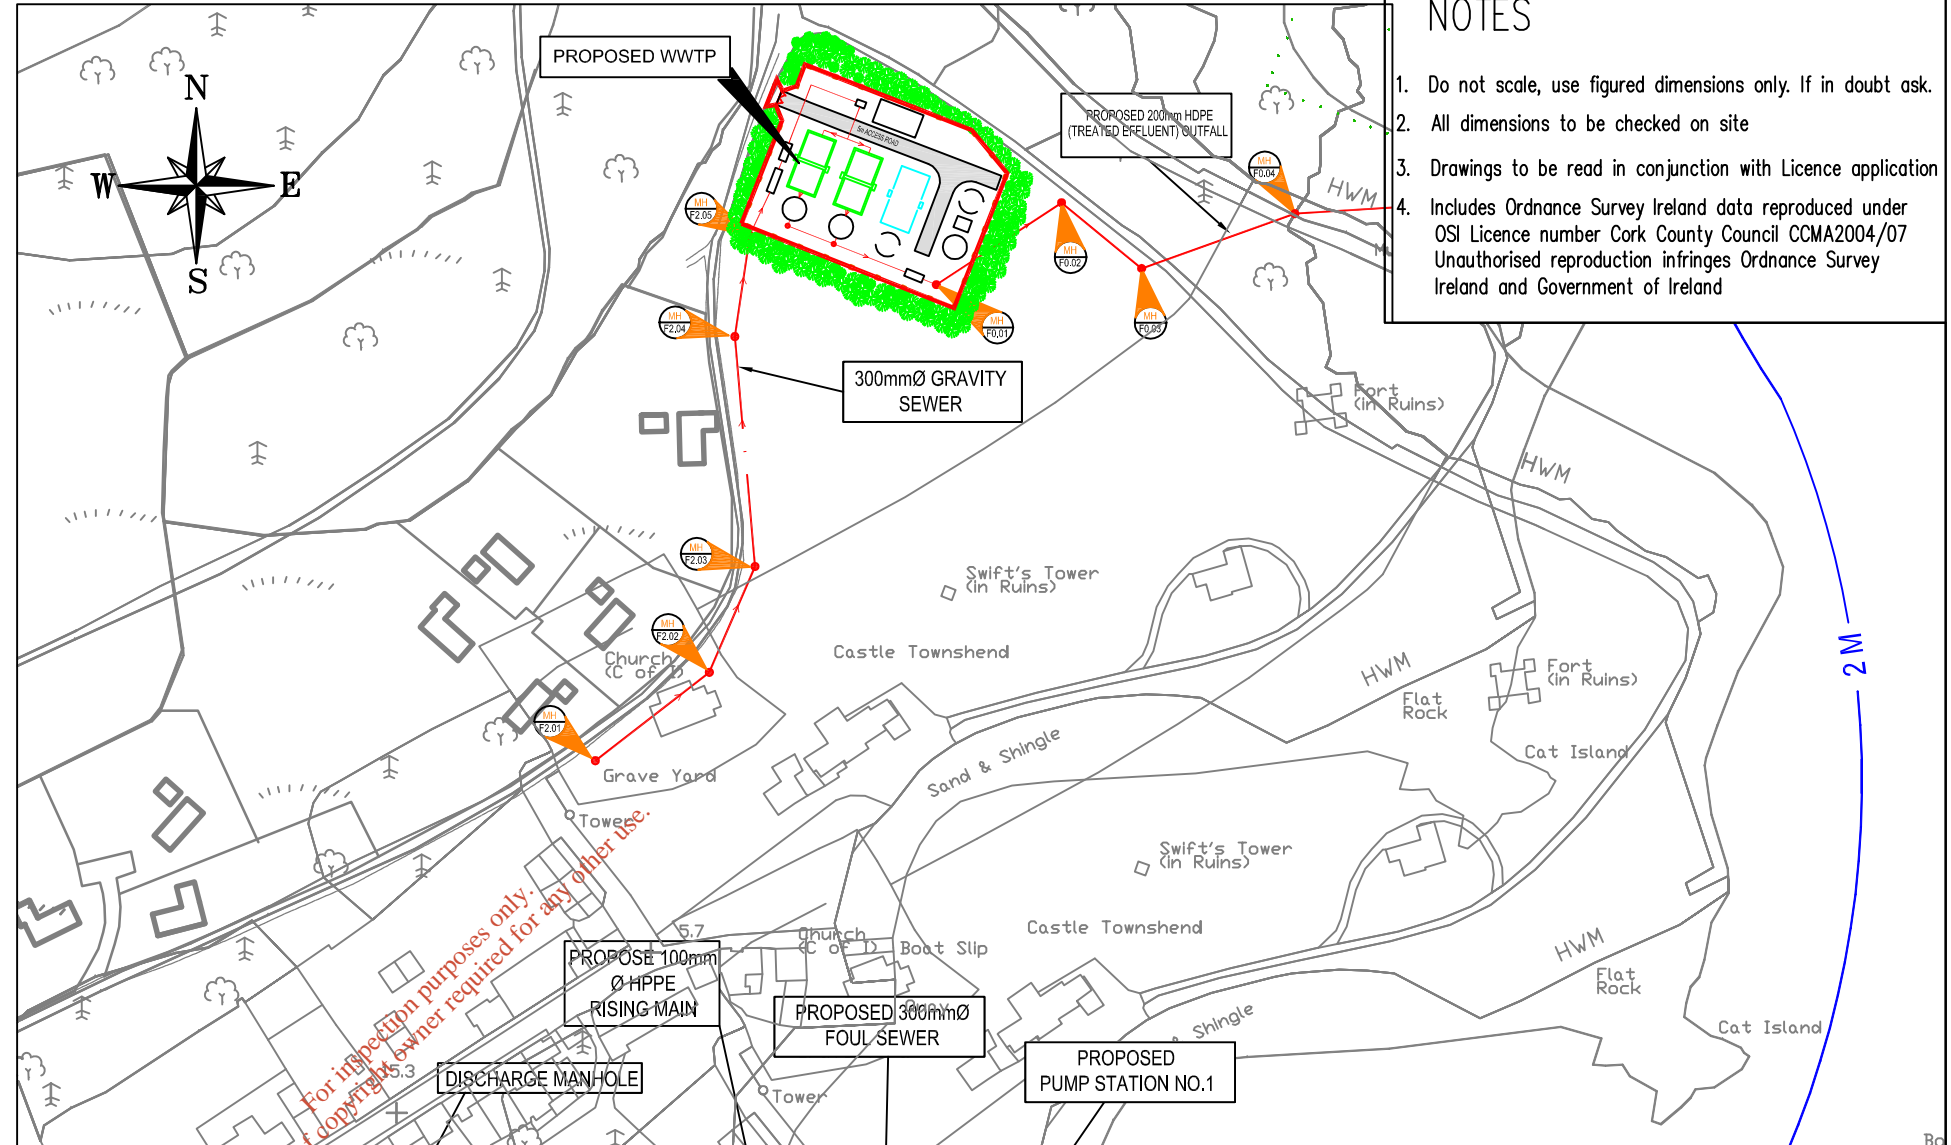 NOTES
1. Do not scale, use figured dimensions only. If in doubt ask.
2. All dimensions to be checked on site
3. Drawings to be read in conjunction with Licence application
4. Includes Ordnance Survey Ireland data reproduced under
OSI Licence number Cork County Council CCMA2004/07
Unauthorised reproduction infringes Ordnance Survey
Ireland and Government of Ireland
N
W
E
S
PROPOSED WWTP
5m ACCESS ROAD
PROPOSED 200mm HDPE
(TREATED EFFLUENT) OUTFALL
MH
F0.04
HWM
MH
F2.05
MH
F0.02
MH
F2.04
MH
F0.01
MH
F0.03
300mmØ GRAVITY
SEWER
Fort
(in Ruins)
HWM
MH
F2.03
Swift's Tower
(in Ruins)
MH
F2.02
Church
(C of I)
Castle Townshend
HWM
Fort
(in Ruins)
2 M
Flat
Rock
MH
F2.01
Grave Yard
Sand & Shingle
Cat Island
Tower
Swift's Tower
(in Ruins)
For inspection purposes only.
copyright owner required for any other use.
5.7
Church
(C of I)
Boat Slip
Castle Townshend
HWM
PROPOSE 100mm
Ø HPPE
RISING MAIN
Quay
PROPOSED 300mmØ
FOUL SEWER
Flat
Rock
& Shingle
Cat Island
5.3
DISCHARGE MANHOLE
PROPOSED
PUMP STATION NO.1
Tower